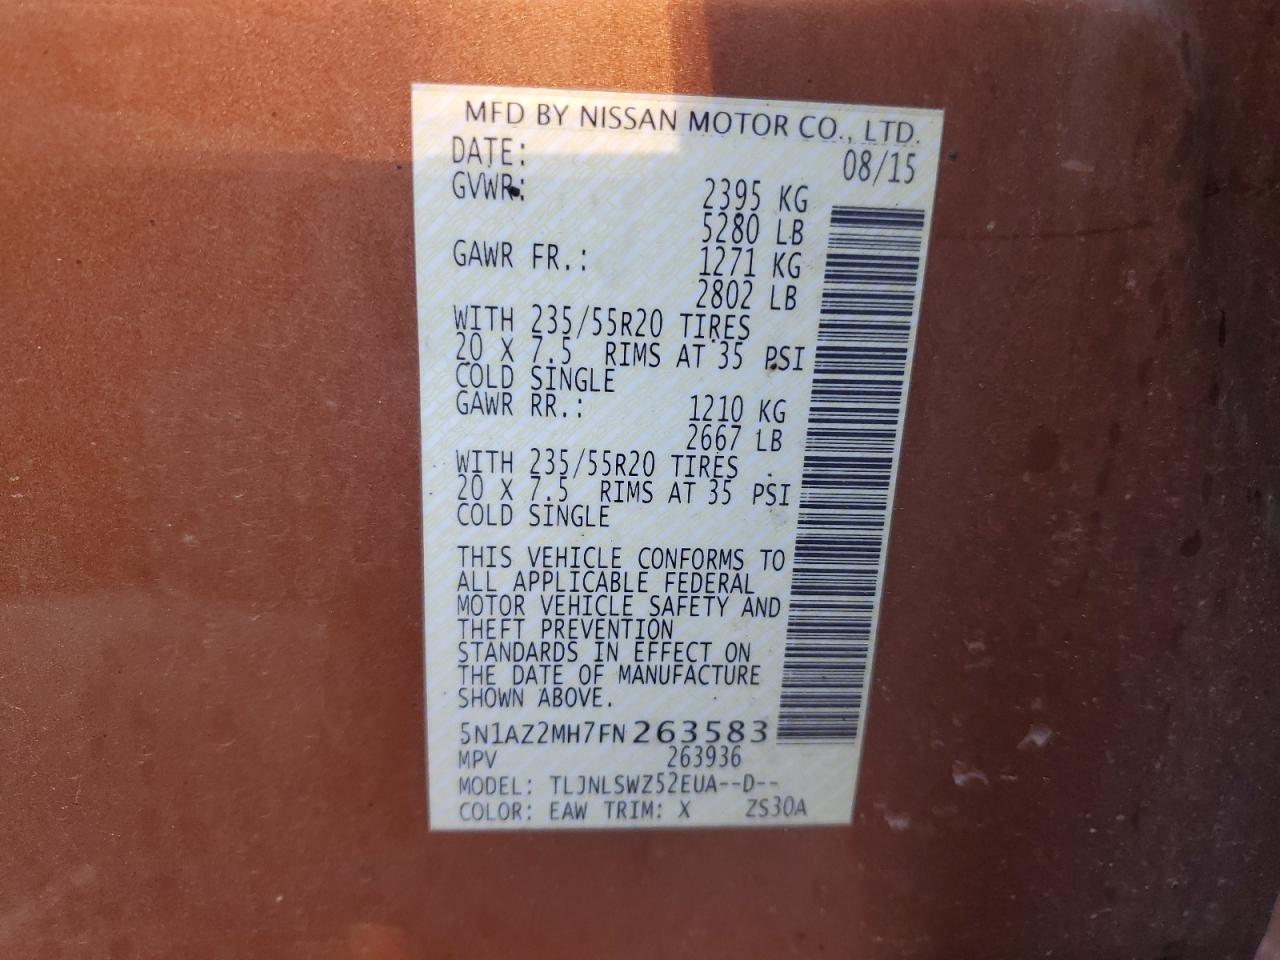 MFD BY NISSAN MOTOR CO., LTD.
DATE: 08/15
GVWR: 2395 KG
5280 LB
GAWR FR.: 1271 KG
2802 LB
WITH 235/55R20 TIRES
20 X 7.5 RIMS AT 35 PSI
COLD SINGLE
GAWR RR.: 1210 KG
2667 LB
WITH 235/55R20 TIRES
20 X 7.5 RIMS AT 35 PSI
COLD SINGLE
THIS VEHICLE CONFORMS TO
ALL APPLICABLE FEDERAL
MOTOR VEHICLE SAFETY AND
THEFT PREVENTION
STANDARDS IN EFFECT ON
THE DATE OF MANUFACTURE
SHOWN ABOVE.
5N1AZ2MH7FN263583
MPV 263936
MODEL: TLJNLSWZ52EUA--D--
COLOR: EAW TRIM: X ZS30A